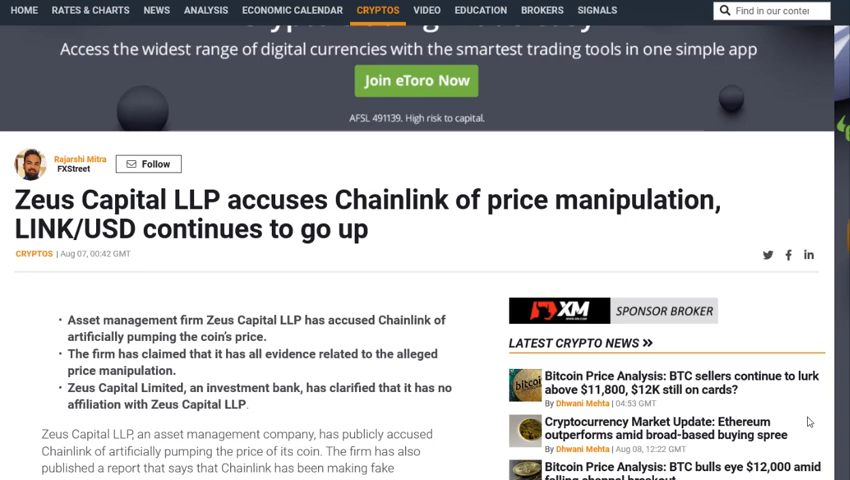 HOME RATES & CHARTS NEWS ANALYSIS ECONOMIC CALENDAR CRYPTOS VIDEO EDUCATION BROKERS SIGNALS
Find in our conter
Access the widest range of digital currencies with the smartest trading tools in one simple app
Join eToro Now
AFSL 491139. High risk to capital.
Rajarshi Mitra
FXStreet
Follow
Zeus Capital LLP accuses Chainlink of price manipulation,
LINK/USD continues to go up
CRYPTOS | Aug 07, 00:42 GMT
• Asset management firm Zeus Capital LLP has accused Chainlink of
artificially pumping the coin's price.
• The firm has claimed that it has all evidence related to the alleged
price manipulation.
• Zeus Capital Limited, an investment bank, has clarified that it has no
affiliation with Zeus Capital LLP.
Zeus Capital LLP, an asset management company, has publicly accused
Chainlink of artificially pumping the price of its coin. The firm has also
published a report that says that Chainlink has been making fake
XM SPONSOR BROKER
LATEST CRYPTO NEWS
Bitcoin Price Analysis: BTC sellers continue to lurk
above $11,800, $12K still on cards?
By Dhwani Mehta | 04:53 GMT
Cryptocurrency Market Update: Ethereum
outperforms amid broad-based buying spree
By Dhwani Mehta | Aug 08, 12:22 GMT
Bitcoin Price Analysis: BTC bulls eye $12,000 amid
falling channel breakout